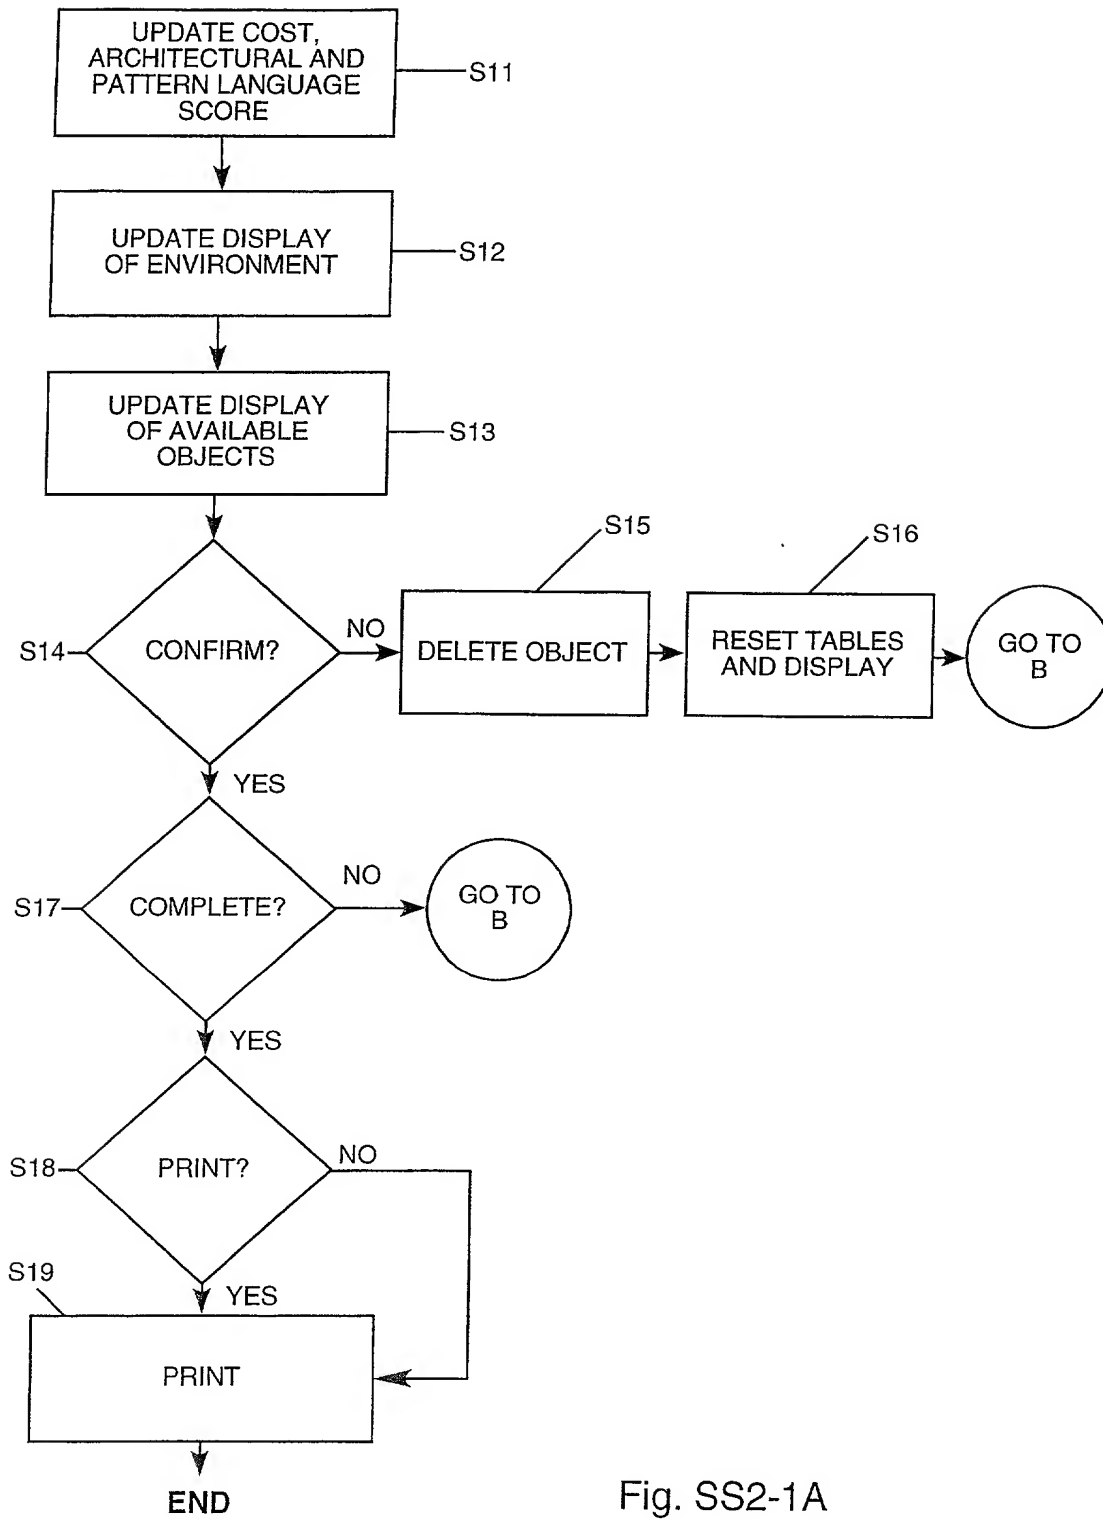 UPDATE COST,
ARCHITECTURAL AND
PATTERN LANGUAGE
SCORE
S11
UPDATE DISPLAY
OF ENVIRONMENT
S12
UPDATE DISPLAY
OF AVAILABLE
OBJECTS
S13
S14
CONFIRM?
NO
S15
DELETE OBJECT
S16
RESET TABLES
AND DISPLAY
GO TO
B
YES
S17
COMPLETE?
NO
GO TO
B
YES
S18
PRINT?
NO
YES
S19
PRINT
END
Fig. SS2-1A